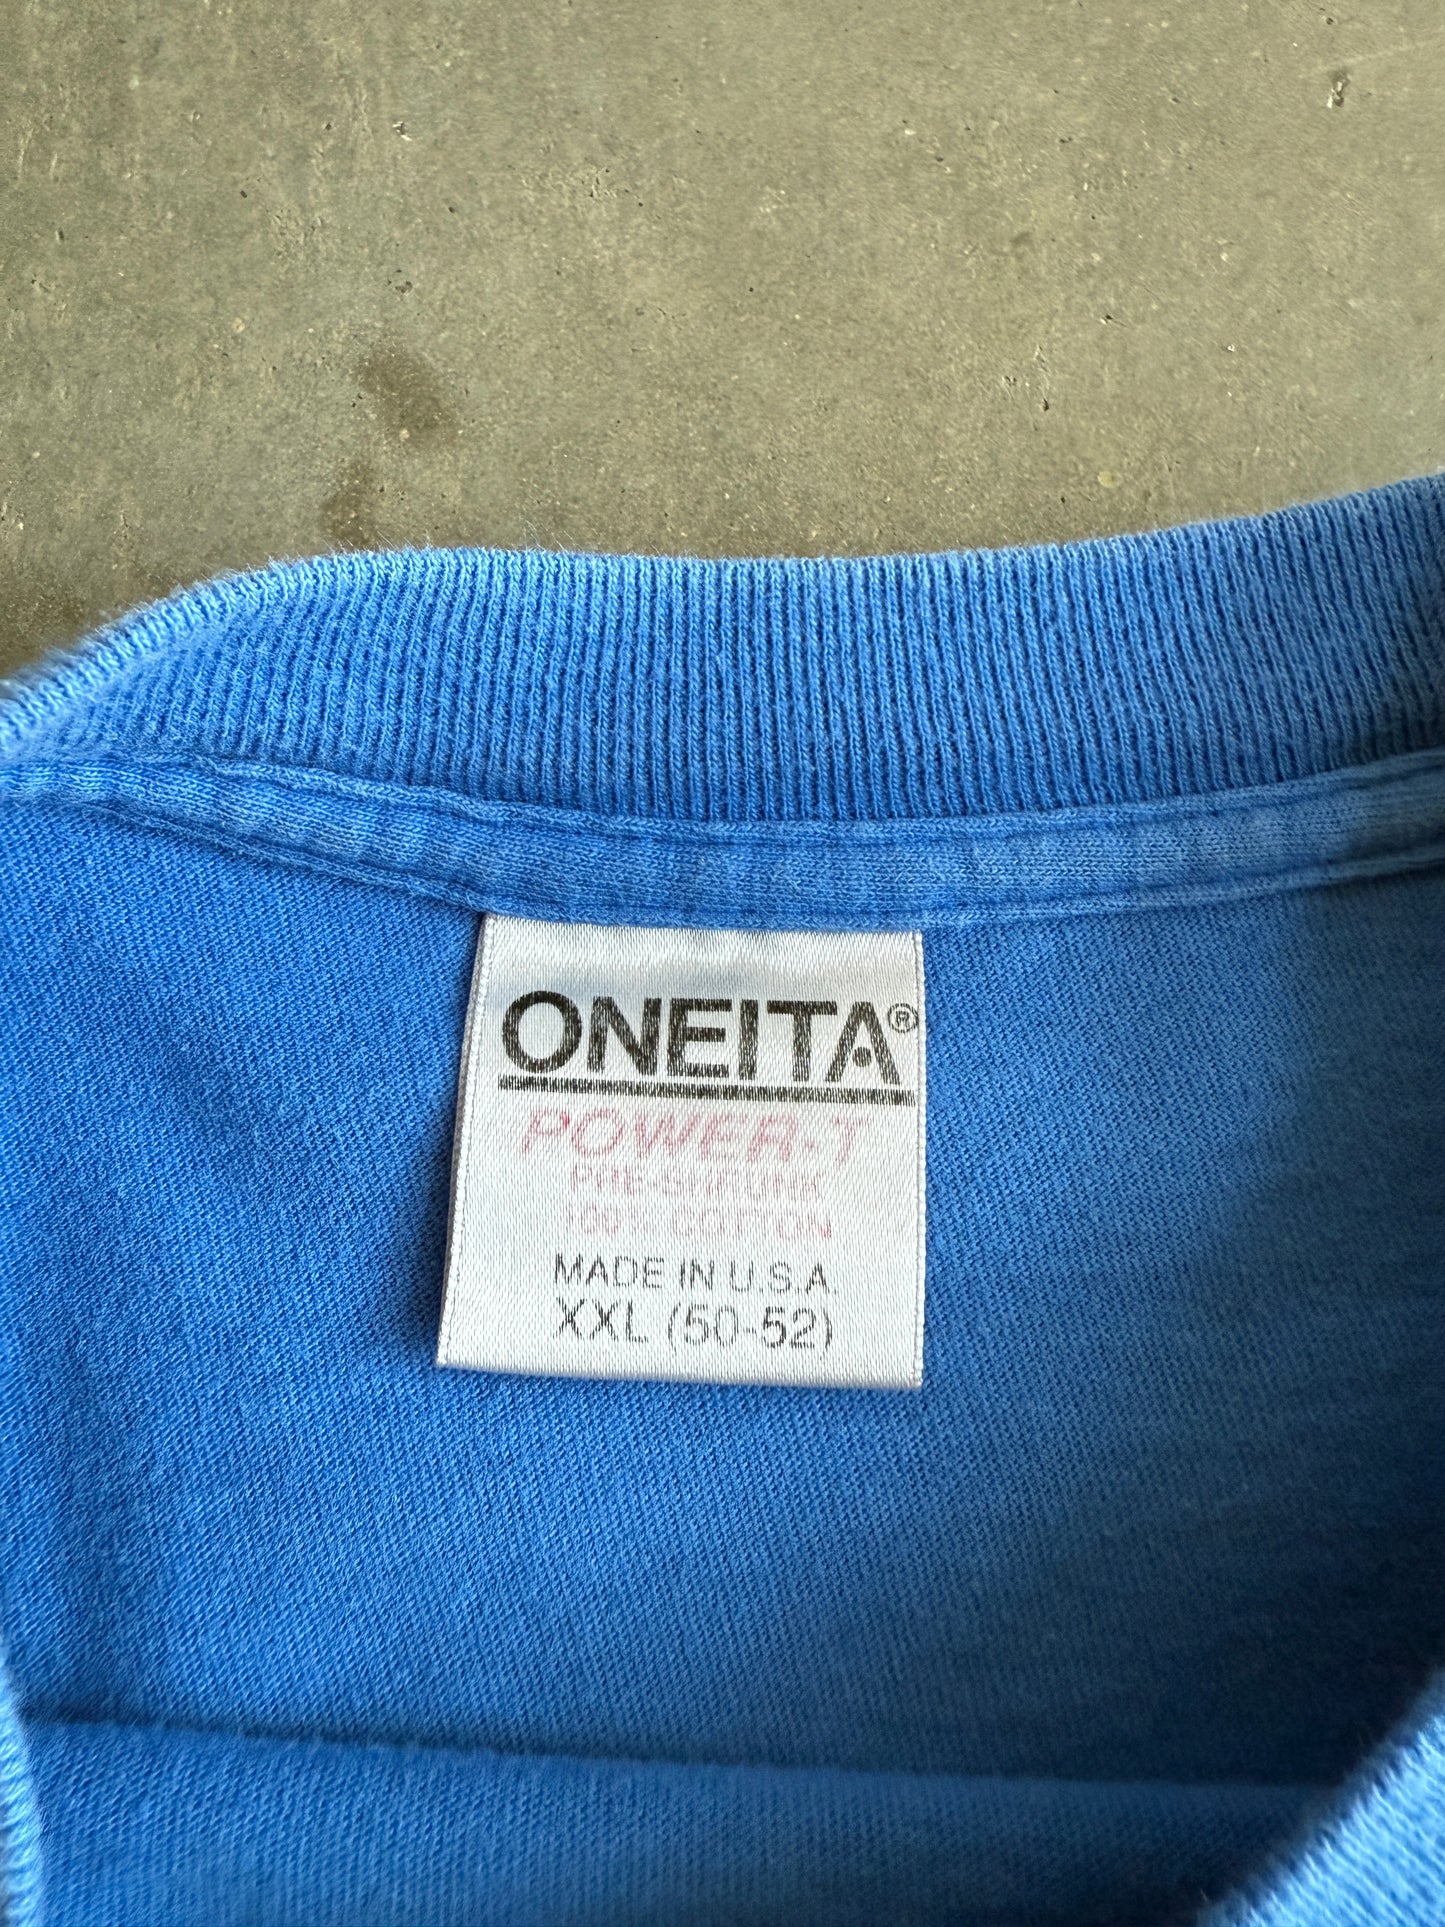 ONEITA®
POWER-T
PRE-SHRUNK
100% COTTON
MADE IN U.S.A.
XXL (50-52)